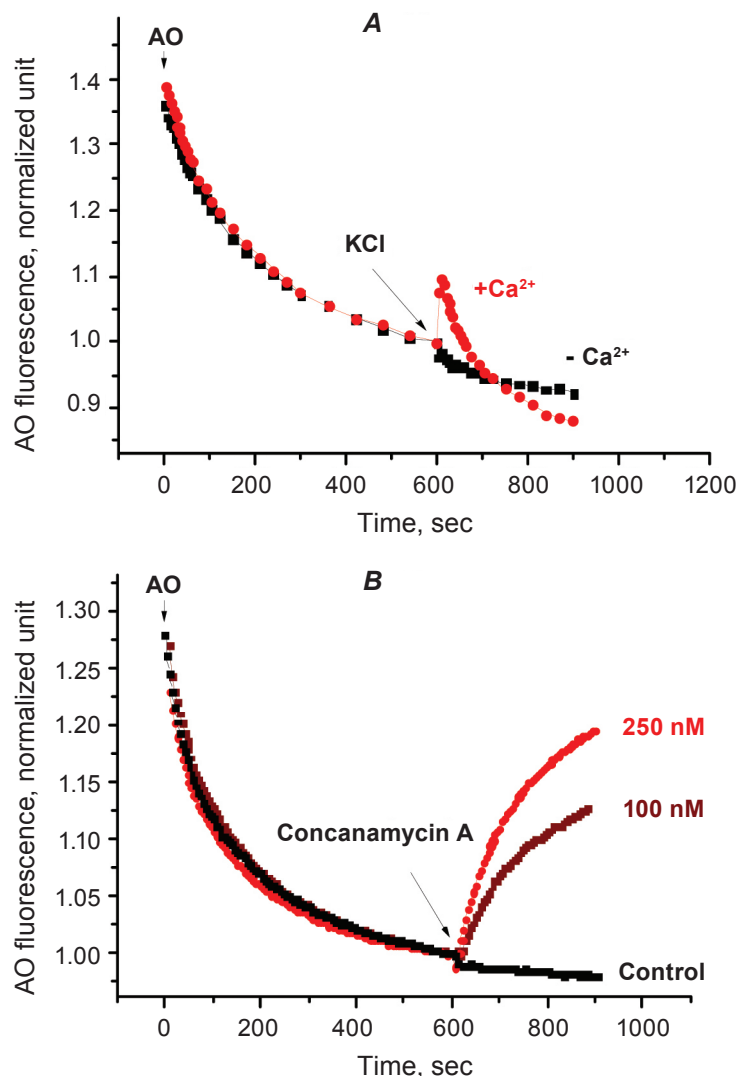 A
AO
AO fluorescence, normalized unit
1.4
1.3
1.2
1.1
1.0
0.9
KCl
+Ca²⁺
- Ca²⁺
0 200 400 600 800 1000 1200
Time, sec
B
AO
AO fluorescence, normalized unit
1.30
1.25
1.20
1.15
1.10
1.05
1.00
250 nM
100 nM
Concanamycin A
Control
0 200 400 600 800 1000
Time, sec